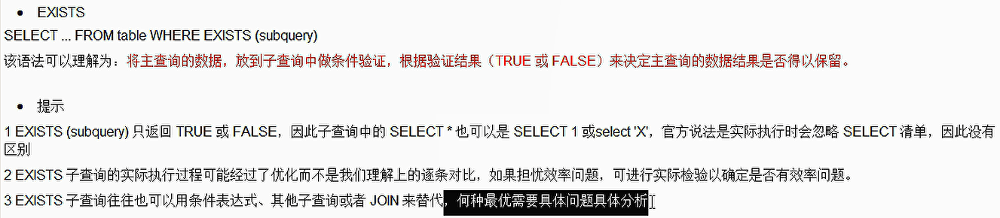 • EXISTS
SELECT ... FROM table WHERE EXISTS (subquery)
该语法可以理解为：将主查询的数据，放到子查询中做条件验证，根据验证结果（TRUE 或 FALSE）来决定主查询的数据结果是否得以保留。
• 提示
1 EXISTS (subquery) 只返回 TRUE 或 FALSE，因此子查询中的 SELECT * 也可以是 SELECT 1 或select 'X'，官方说法是实际执行时会忽略 SELECT 清单，因此没有
区别
2 EXISTS 子查询的实际执行过程可能经过了优化而不是我们理解上的逐条对比，如果担忧效率问题，可进行实际检验以确定是否有效率问题。
3 EXISTS 子查询往往也可以用条件表达式、其他子查询或者 JOIN 来替代，何种最优需要具体问题具体分析